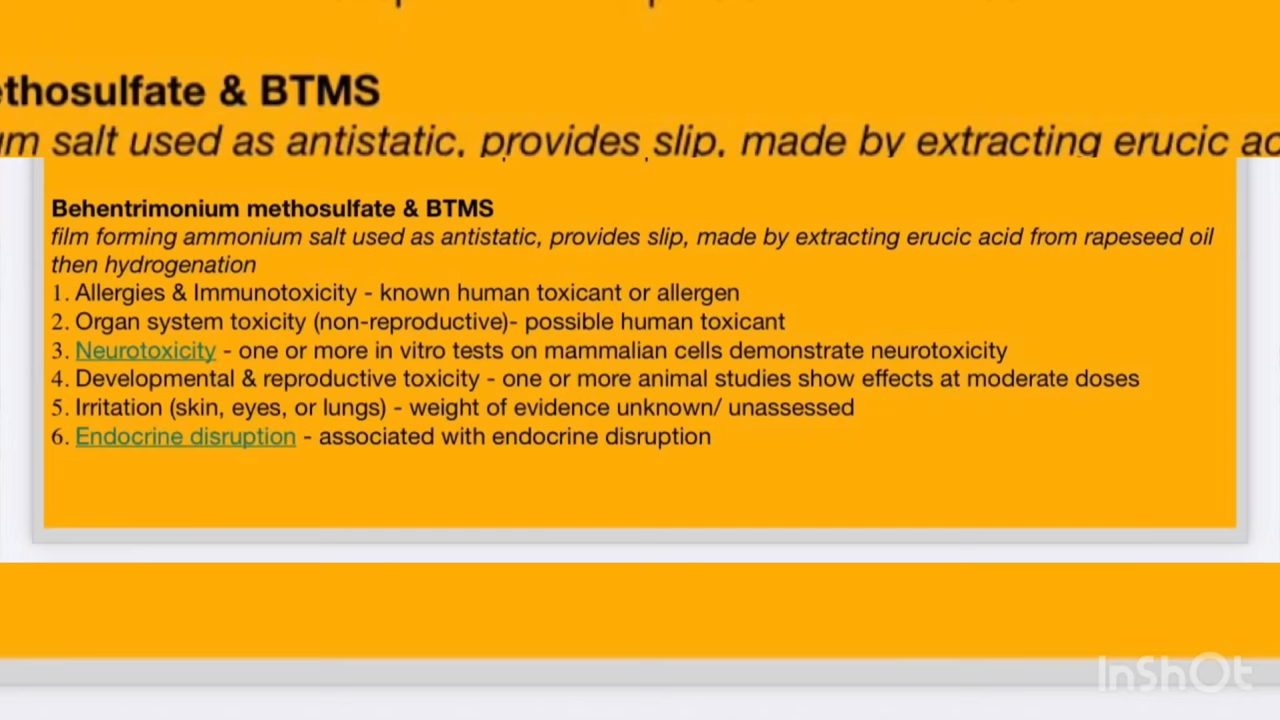 ethosulfate & BTMS
um salt used as antistatic, provides slip, made by extracting erucic ac
Behentrimonium methosulfate & BTMS
film forming ammonium salt used as antistatic, provides slip, made by extracting erucic acid from rapeseed oil
then hydrogenation
1. Allergies & Immunotoxicity - known human toxicant or allergen
2. Organ system toxicity (non-reproductive)- possible human toxicant
3. Neurotoxicity - one or more in vitro tests on mammalian cells demonstrate neurotoxicity
4. Developmental & reproductive toxicity - one or more animal studies show effects at moderate doses
5. Irritation (skin, eyes, or lungs) - weight of evidence unknown/ unassessed
6. Endocrine disruption - associated with endocrine disruption
InShOt